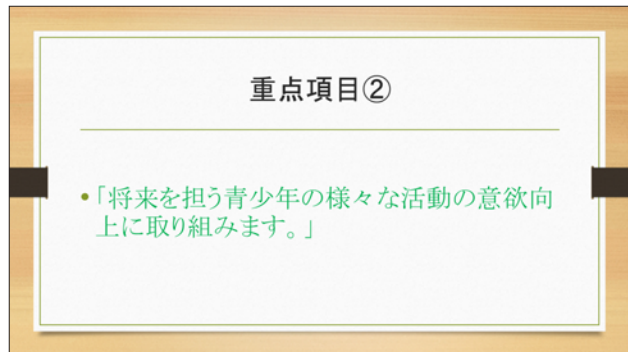 重点項目②
•「将来を担う青少年の様々な活動の意欲向
上に取り組みます。」